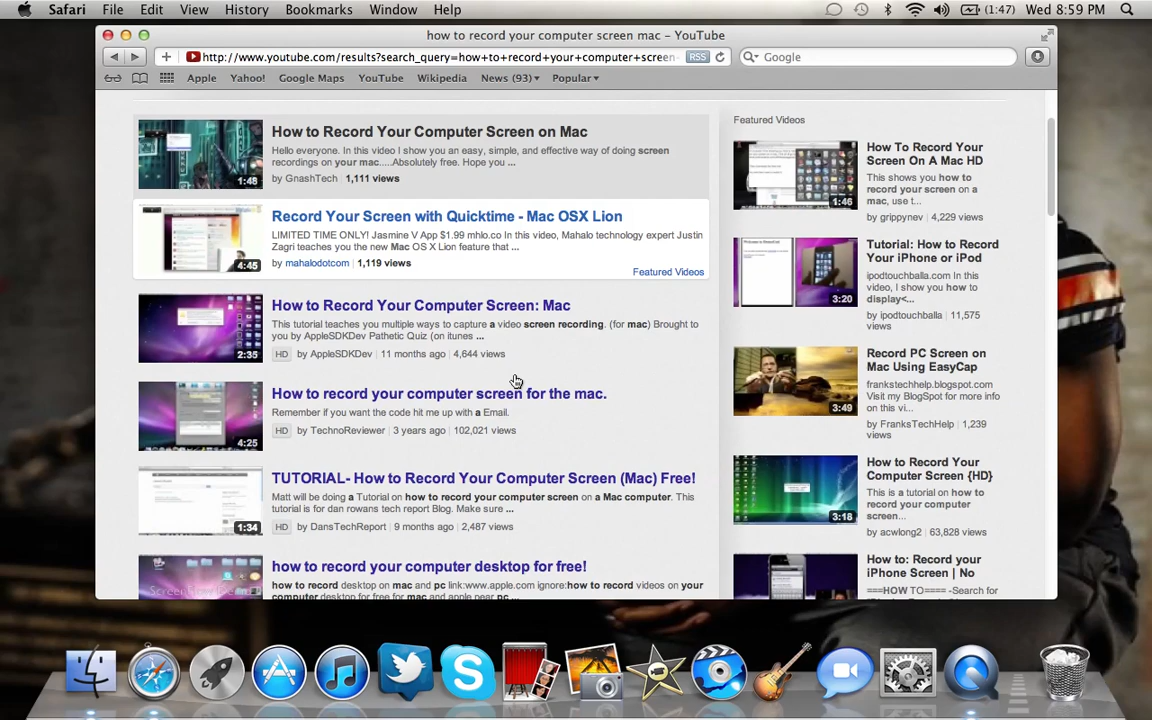 Safari File Edit View History Bookmarks Window Help (1:47) Wed 8:59 PM
how to record your computer screen mac – YouTube
http://www.youtube.com/results?search_query=how+to+record+your+computer+screen- RSS Google
Apple Yahoo! Google Maps YouTube Wikipedia News (93) Popular
How to Record Your Computer Screen on Mac
Hello everyone. In this video I show you an easy, simple, and effective way of doing screen
recordings on your mac.....Absolutely free. Hope you ...
1:48
by GnashTech 1,111 views
Record Your Screen with Quicktime - Mac OSX Lion
LIMITED TIME ONLY! Jasmine V App $1.99 mhlo.co In this video, Mahalo technology expert Justin
Zagri teaches you the new Mac OS X Lion feature that ...
4:45
by mahalodotcom 1,119 views
Featured Videos
How to Record Your Computer Screen: Mac
This tutorial teaches you multiple ways to capture a video screen recording. (for mac) Brought to
you by AppleSDKDev Pathetic Quiz (on itunes ...
2:35
HD by AppleSDKDev 11 months ago 4,644 views
How to record your computer screen for the mac.
Remember if you want the code hit me up with a Email.
4:25
HD by TechnoReviewer 3 years ago 102,021 views
TUTORIAL- How to Record Your Computer Screen (Mac) Free!
Matt will be doing a Tutorial on how to record your computer screen on a Mac computer. This
tutorial is for dan rowans tech report Blog. Make sure ...
1:34
HD by DansTechReport 9 months ago 2,487 views
how to record your computer desktop for free!
how to record desktop on mac and pc link:www.apple.com ignore:how to record videos on your
computer desktop for free for mac and apple pear pc ...
Featured Videos
How To Record Your
Screen On A Mac HD
This shows you how to
record your screen on a
mac, use t...
1:46
by grippynev 4,229 views
Tutorial: How to Record
Your iPhone or iPod
ipodtouchballa.com In this
video, I show you how to
display<...
3:20
by ipodtouchballa 11,575
views
Record PC Screen on
Mac Using EasyCap
frankstechhelp.blogspot.com
Visit my BlogSpot for more info
on this vi...
3:49
by FranksTechHelp 1,239
views
How to Record Your
Computer Screen {HD}
This is a tutorial on how to
record your computer
screen...
3:18
by acwlong2 63,828 views
How to: Record your
iPhone Screen | No
===HOW TO==== -Search for